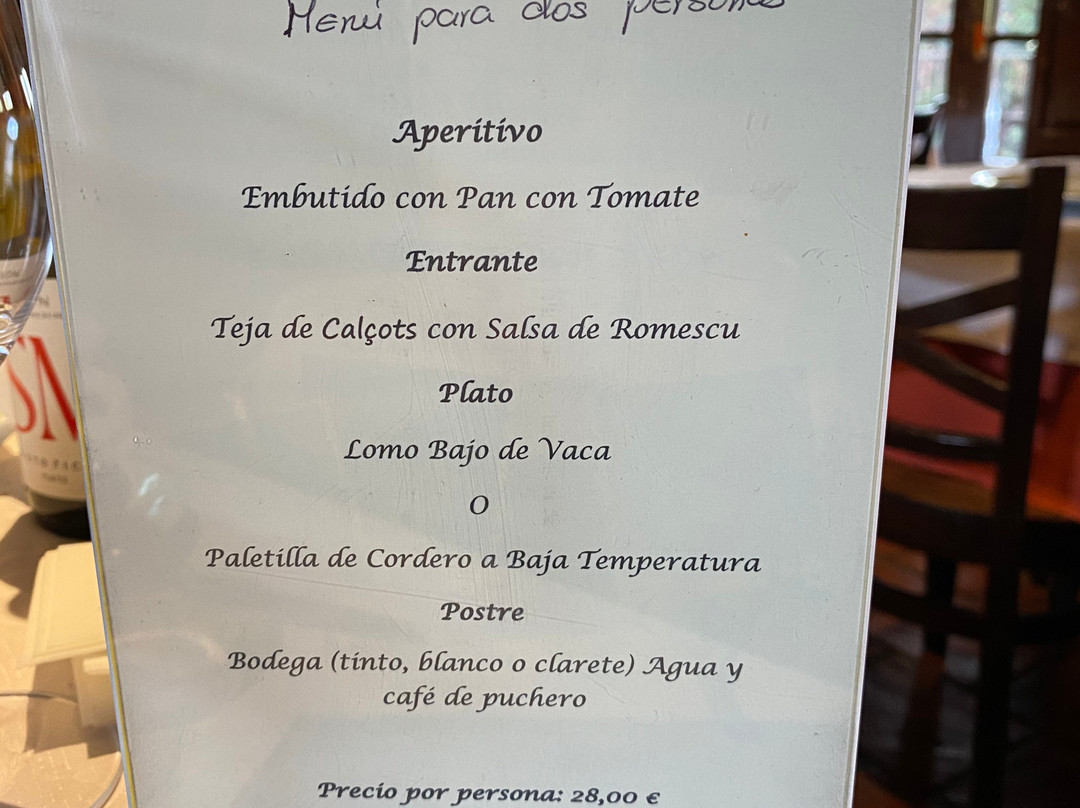 Menú para dos personas
Aperitivo
Embutido con Pan con Tomate
Entrante
Teja de Calçots con Salsa de Romescu
Plato
Lomo Bajo de Vaca
O
Paletilla de Cordero a Baja Temperatura
Postre
Bodega (tinto, blanco o clarete) Agua y
café de puchero
Precio por persona: 28,00 €
SM